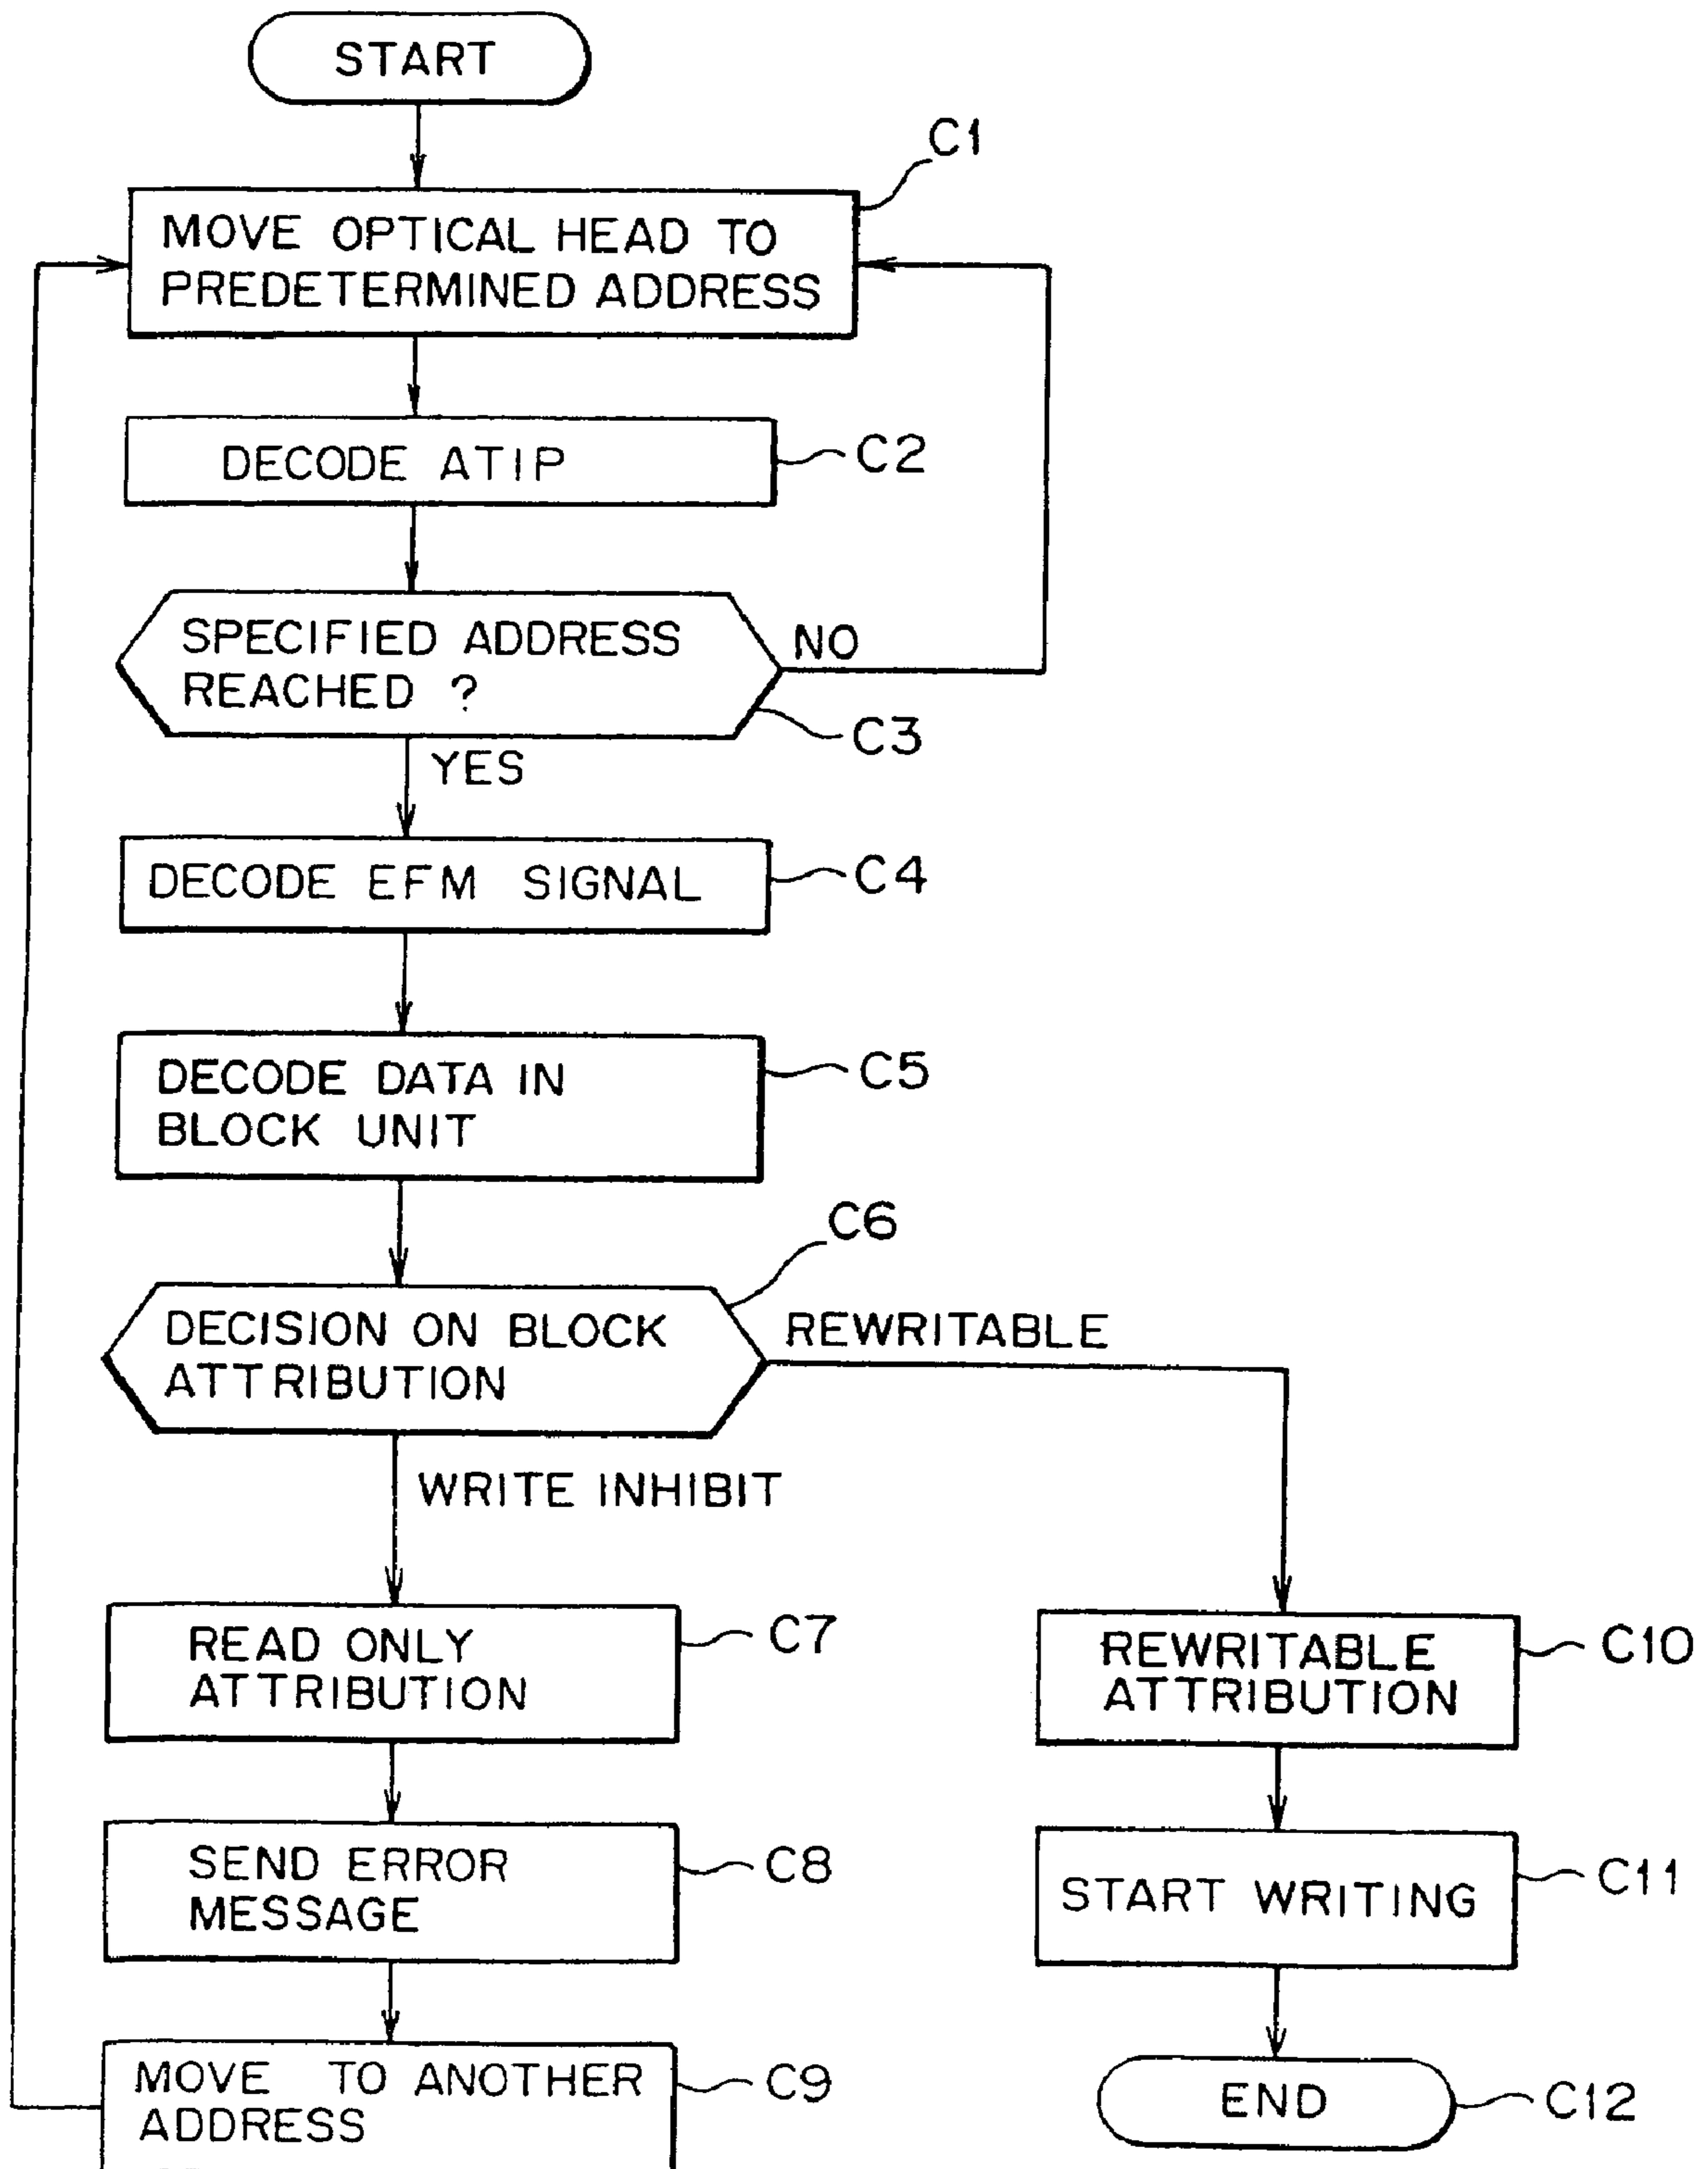 START
C1
MOVE OPTICAL HEAD TO
PREDETERMINED ADDRESS
DECODE ATIP
C2
SPECIFIED ADDRESS
REACHED ?
NO
C3
YES
DECODE EFM SIGNAL
C4
DECODE DATA IN
BLOCK UNIT
C5
C6
DECISION ON BLOCK
ATTRIBUTION
REWRITABLE
WRITE INHIBIT
READ ONLY
ATTRIBUTION
C7
REWRITABLE
ATTRIBUTION
C10
SEND ERROR
MESSAGE
C8
START WRITING
C11
MOVE TO ANOTHER
ADDRESS
C9
END
C12